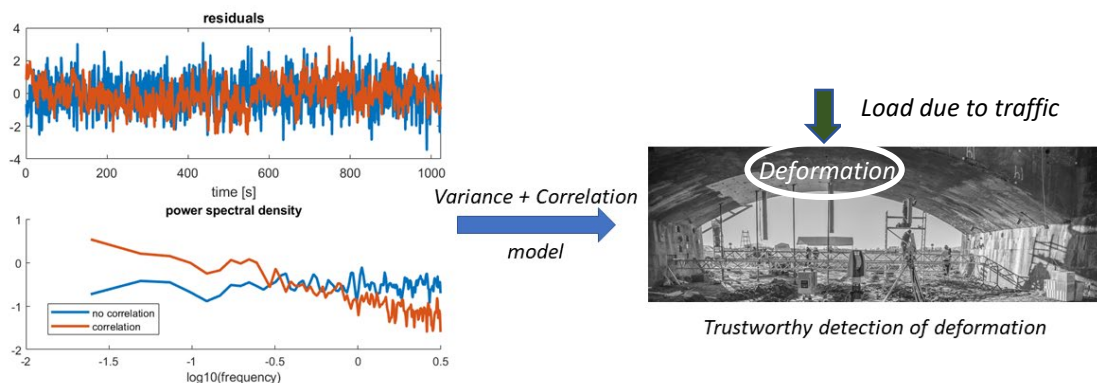 residuals
4
2
0
-2
-4
0 200 400 600 800 1000
time [s]
power spectral density
1
0
-1
-2
no correlation
correlation
-2 -1.5 -1 -0.5 0 0.5
log10(frequency)
Variance + Correlation
model
Load due to traffic
Deformation
Trustworthy detection of deformation